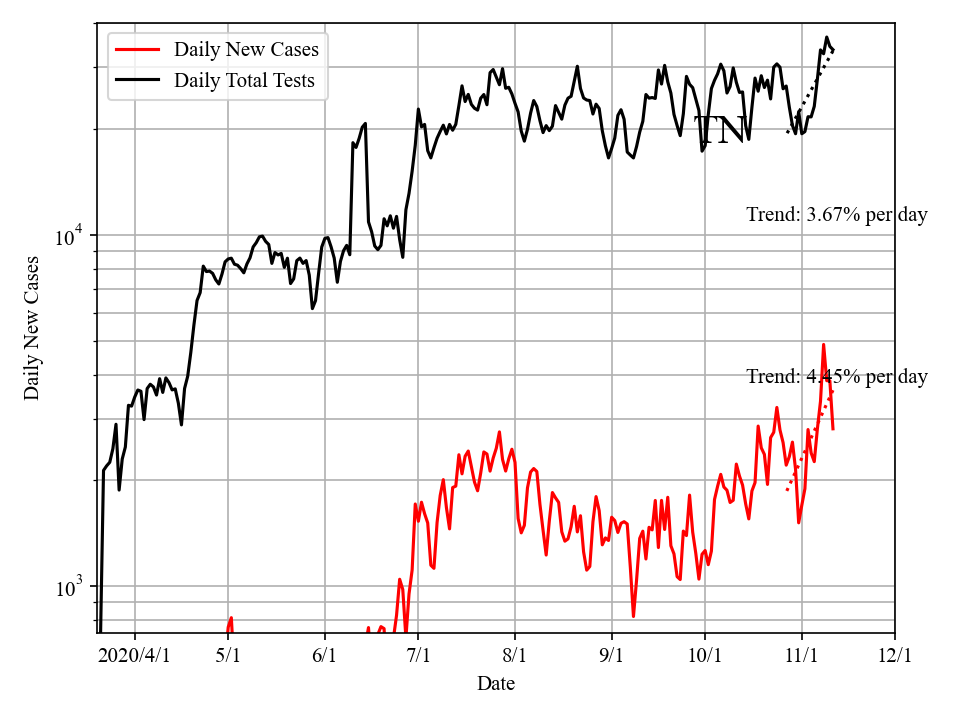 Daily New Cases
Daily Total Tests
TN
Trend: 3.67% per day
Trend: 4.45% per day
10^4
10^3
Daily New Cases
2020/4/1 5/1 6/1 7/1 8/1 9/1 10/1 11/1 12/1
Date